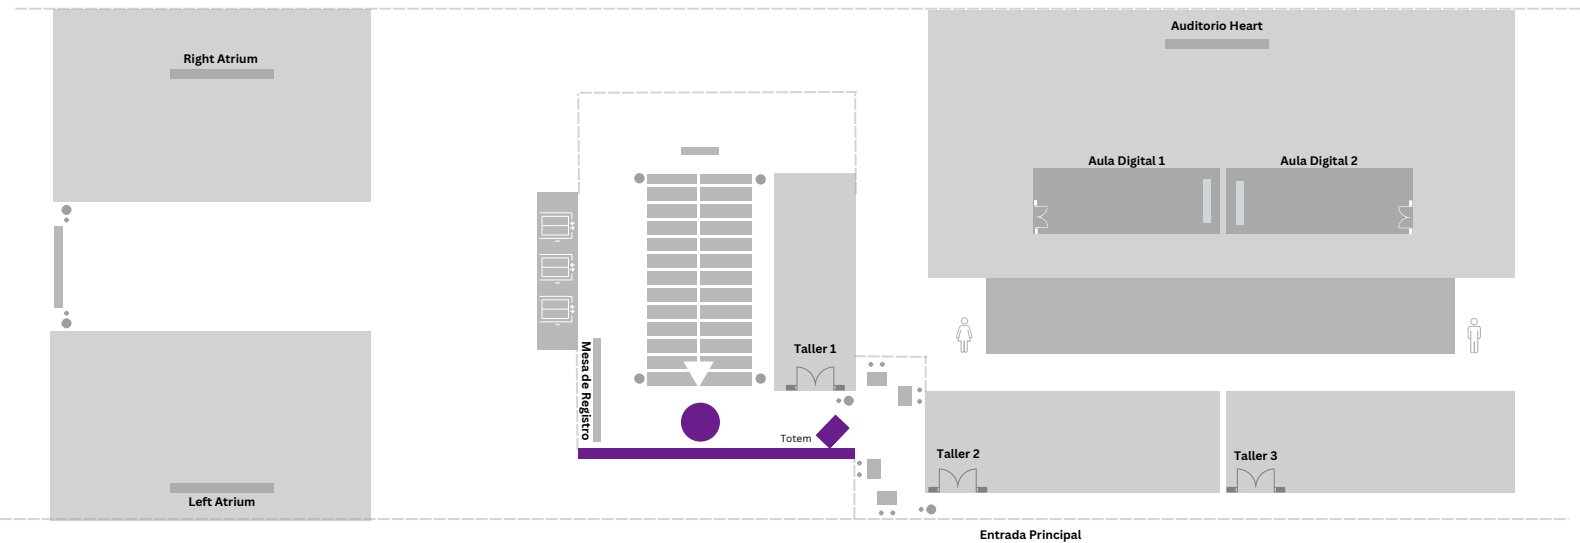 Auditorio Heart
Right Atrium
Aula Digital 1
Aula Digital 2
Taller 1
Mesa de Registro
Totem
Taller 2
Taller 3
Left Atrium
Entrada Principal